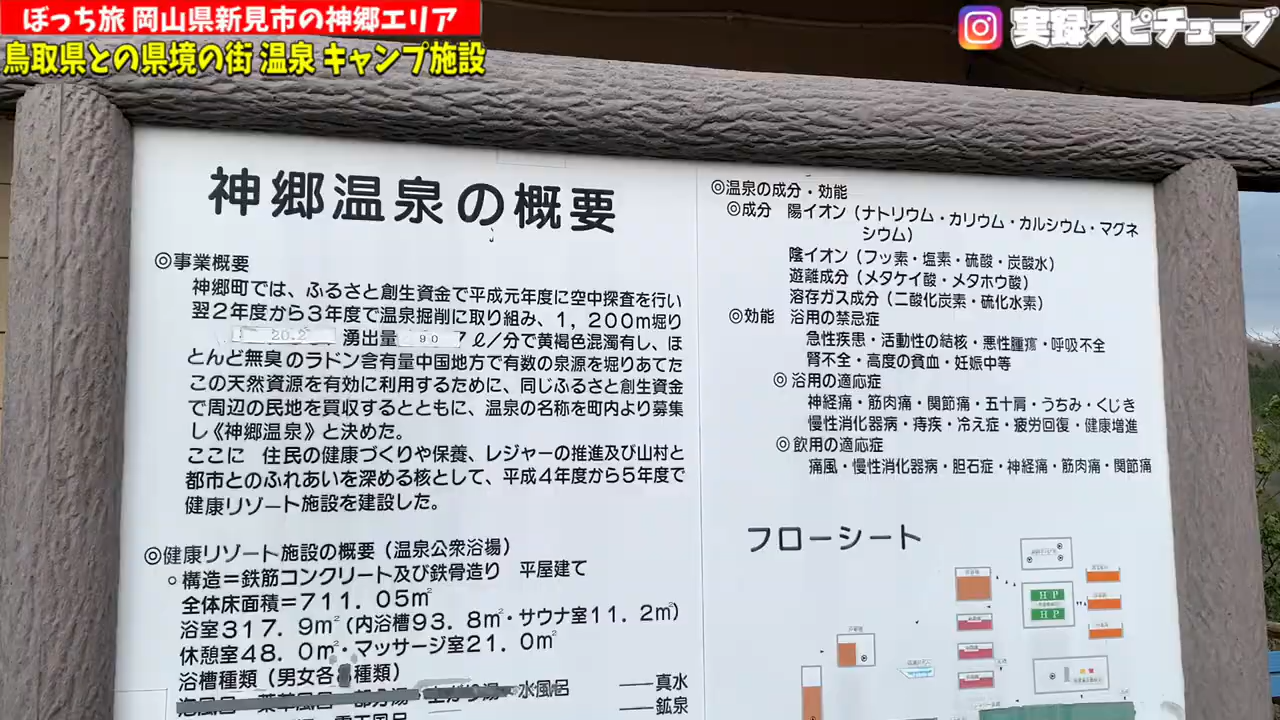 ぼっち旅 岡山県新見市の神郷エリア
鳥取県との県境の街 温泉 キャンプ施設
実録スピチューブ
神郷温泉の概要
◎事業概要
神郷町では、ふるさと創生資金で平成元年度に空中探査を行い
翌2年度から3年度で温泉掘削に取り組み、1,200m堀り
20.2 湧出量 90 7ℓ/分で黄褐色混濁有し、ほ
とんど無臭のラドン含有量中国地方で有数の泉源を堀りあてた
この天然資源を有効に利用するために、同じふるさと創生資金
で周辺の民地を買収するとともに、温泉の名称を町内より募集
し《神郷温泉》と決めた。
ここに 住民の健康づくりや保養、レジャーの推進及び山村と
都市とのふれあいを深める核として、平成4年度から5年度で
健康リゾート施設を建設した。
◎健康リゾート施設の概要(温泉公衆浴場)
○構造=鉄筋コンクリート及び鉄骨造り 平屋建て
全体床面積=711.05㎡
浴室317.9㎡(内浴槽93.8㎡・サウナ室11.2㎡)
休憩室48.0㎡・マッサージ室21.0㎡
浴槽種類(男女各 種類)
水風呂 ──真水
──鉱泉
◎温泉の成分・効能
◎成分 陽イオン(ナトリウム・カリウム・カルシウム・マグネ
シウム)
陰イオン(フッ素・塩素・硫酸・炭酸水)
遊離成分(メタケイ酸・メタホウ酸)
溶存ガス成分(二酸化炭素・硫化水素)
◎効能 浴用の禁忌症
急性疾患・活動性の結核・悪性腫瘍・呼吸不全
腎不全・高度の貧血・妊娠中等
◎浴用の適応症
神経痛・筋肉痛・関節痛・五十肩・うちみ・くじき
慢性消化器病・痔疾・冷え症・疲労回復・健康増進
◎飲用の適応症
痛風・慢性消化器病・胆石症・神経痛・筋肉痛・関節痛
フローシート
HP
HP